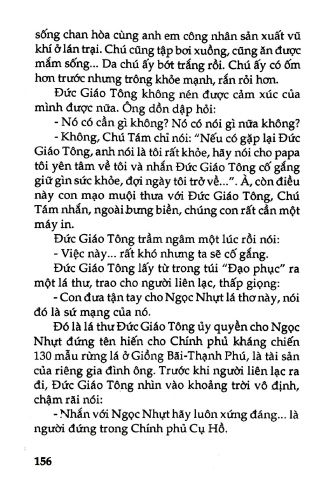 sống chan hòa cùng anh em công nhân sản xuất vũ
khí ở lán trại. Chú cũng tập bơi xuồng, cũng ăn được
mắm sống... Da chú ấy bớt trắng rồi. Chú ấy có ốm
hơn trước nhưng trông khỏe mạnh, rắn rỏi hơn.
Đức Giáo Tông không nén được cảm xúc của
mình được nữa. Ông dồn dập hỏi:
- Nó có cần gì không? Nó có nói gì nữa không?
- Không, Chú Tám chỉ nói: "Nếu có gặp lại Đức
Giáo Tông, anh nói là tôi rất khỏe, hãy nói cho papa
tôi yên tâm về tôi và nhắn Đức Giáo Tông cố gắng
giữ gìn sức khỏe, đợi ngày tôi trở về...". À, còn điều
này con mạo muội thưa với Đức Giáo Tông, Chú
Tám nhắn, ngoài bưng biền, chúng con rất cần một
máy in.
Đức Giáo Tông trầm ngâm một lúc rồi nói:
- Việc này... rất khó nhưng ta sẽ cố gắng.
Đức Giáo Tông lấy từ trong túi "Đạo phục" ra
một lá thư, trao cho người liên lạc, thấp giọng:
- Con đưa tận tay cho Ngọc Nhựt lá thơ này, nói
đó là sứ mạng của nó.
Đó là lá thư Đức Giáo Tông ủy quyền cho Ngọc
Nhựt đứng tên hiến cho Chính phủ kháng chiến
130 mẫu rừng lá ở Giồng Bãi-Thạnh Phú, là tài sản
của riêng gia đình ông. Trước khi người liên lạc ra
đi, Đức Giáo Tông nhìn vào khoảng trời vô định,
chậm rãi nói:
- Nhắn với Ngọc Nhựt hãy luôn xứng đáng... là
người đứng trong Chính phủ Cụ Hồ.
156